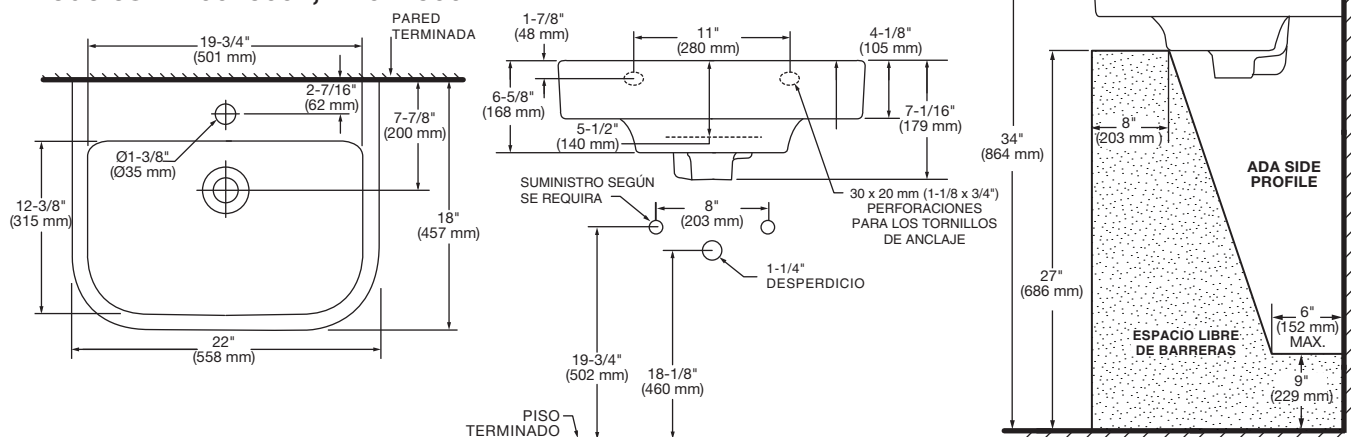 PARED
TERMINADA
19-3/4"
(501 mm)
2-7/16"
(62 mm)
7-7/8"
(200 mm)
Ø1-3/8"
(Ø35 mm)
12-3/8"
(315 mm)
18"
(457 mm)
22"
(558 mm)
1-7/8"
(48 mm)
11"
(280 mm)
4-1/8"
(105 mm)
6-5/8"
(168 mm)
7-1/16"
(179 mm)
5-1/2"
(140 mm)
SUMINISTRO SEGÚN
SE REQUIRA
8"
(203 mm)
30 x 20 mm (1-1/8 x 3/4")
PERFORACIONES
PARA LOS TORNILLOS
DE ANCLAJE
1-1/4"
DESPERDICIO
19-3/4"
(502 mm)
18-1/8"
(460 mm)
PISO
TERMINADO
34"
(864 mm)
8"
(203 mm)
ADA SIDE
PROFILE
27"
(686 mm)
6"
(152 mm)
MAX.
ESPACIO LIBRE
DE BARRERAS
9"
(229 mm)